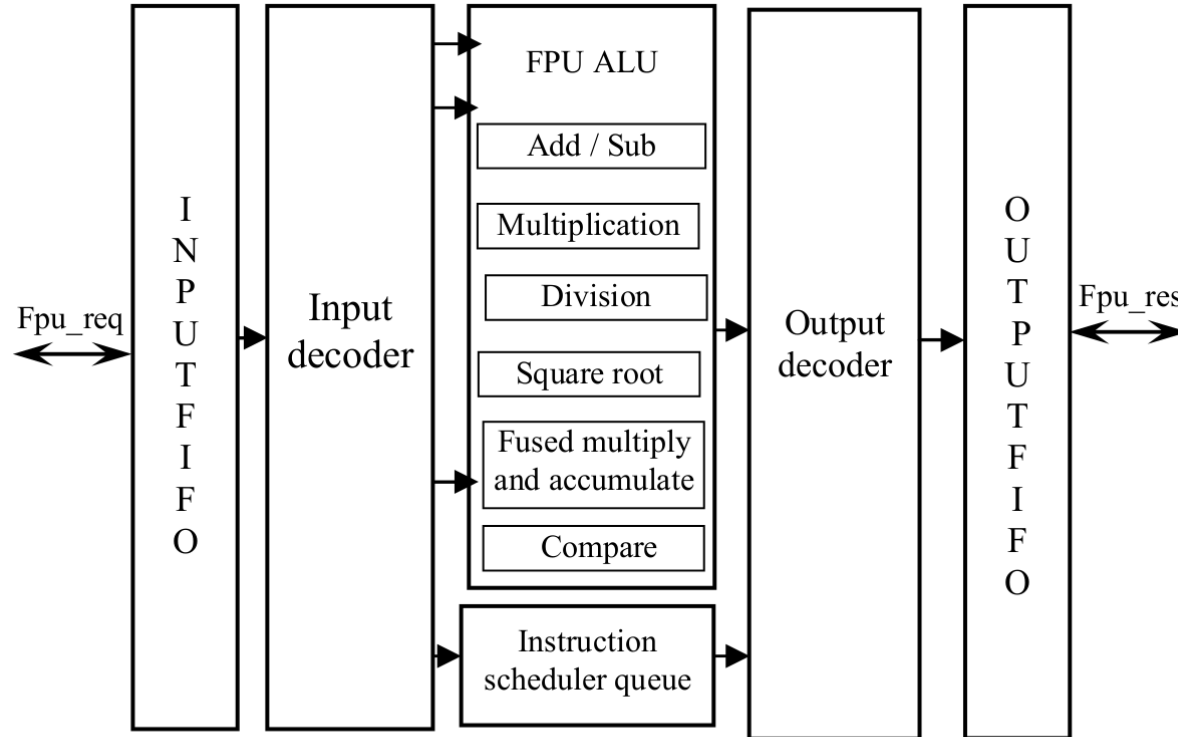 Fpu_req
I
N
P
U
T
F
I
F
O
Input
decoder
FPU ALU
Add / Sub
Multiplication
Division
Square root
Fused multiply
and accumulate
Compare
Instruction
scheduler queue
Output
decoder
O
U
T
P
U
T
F
I
F
O
Fpu_res